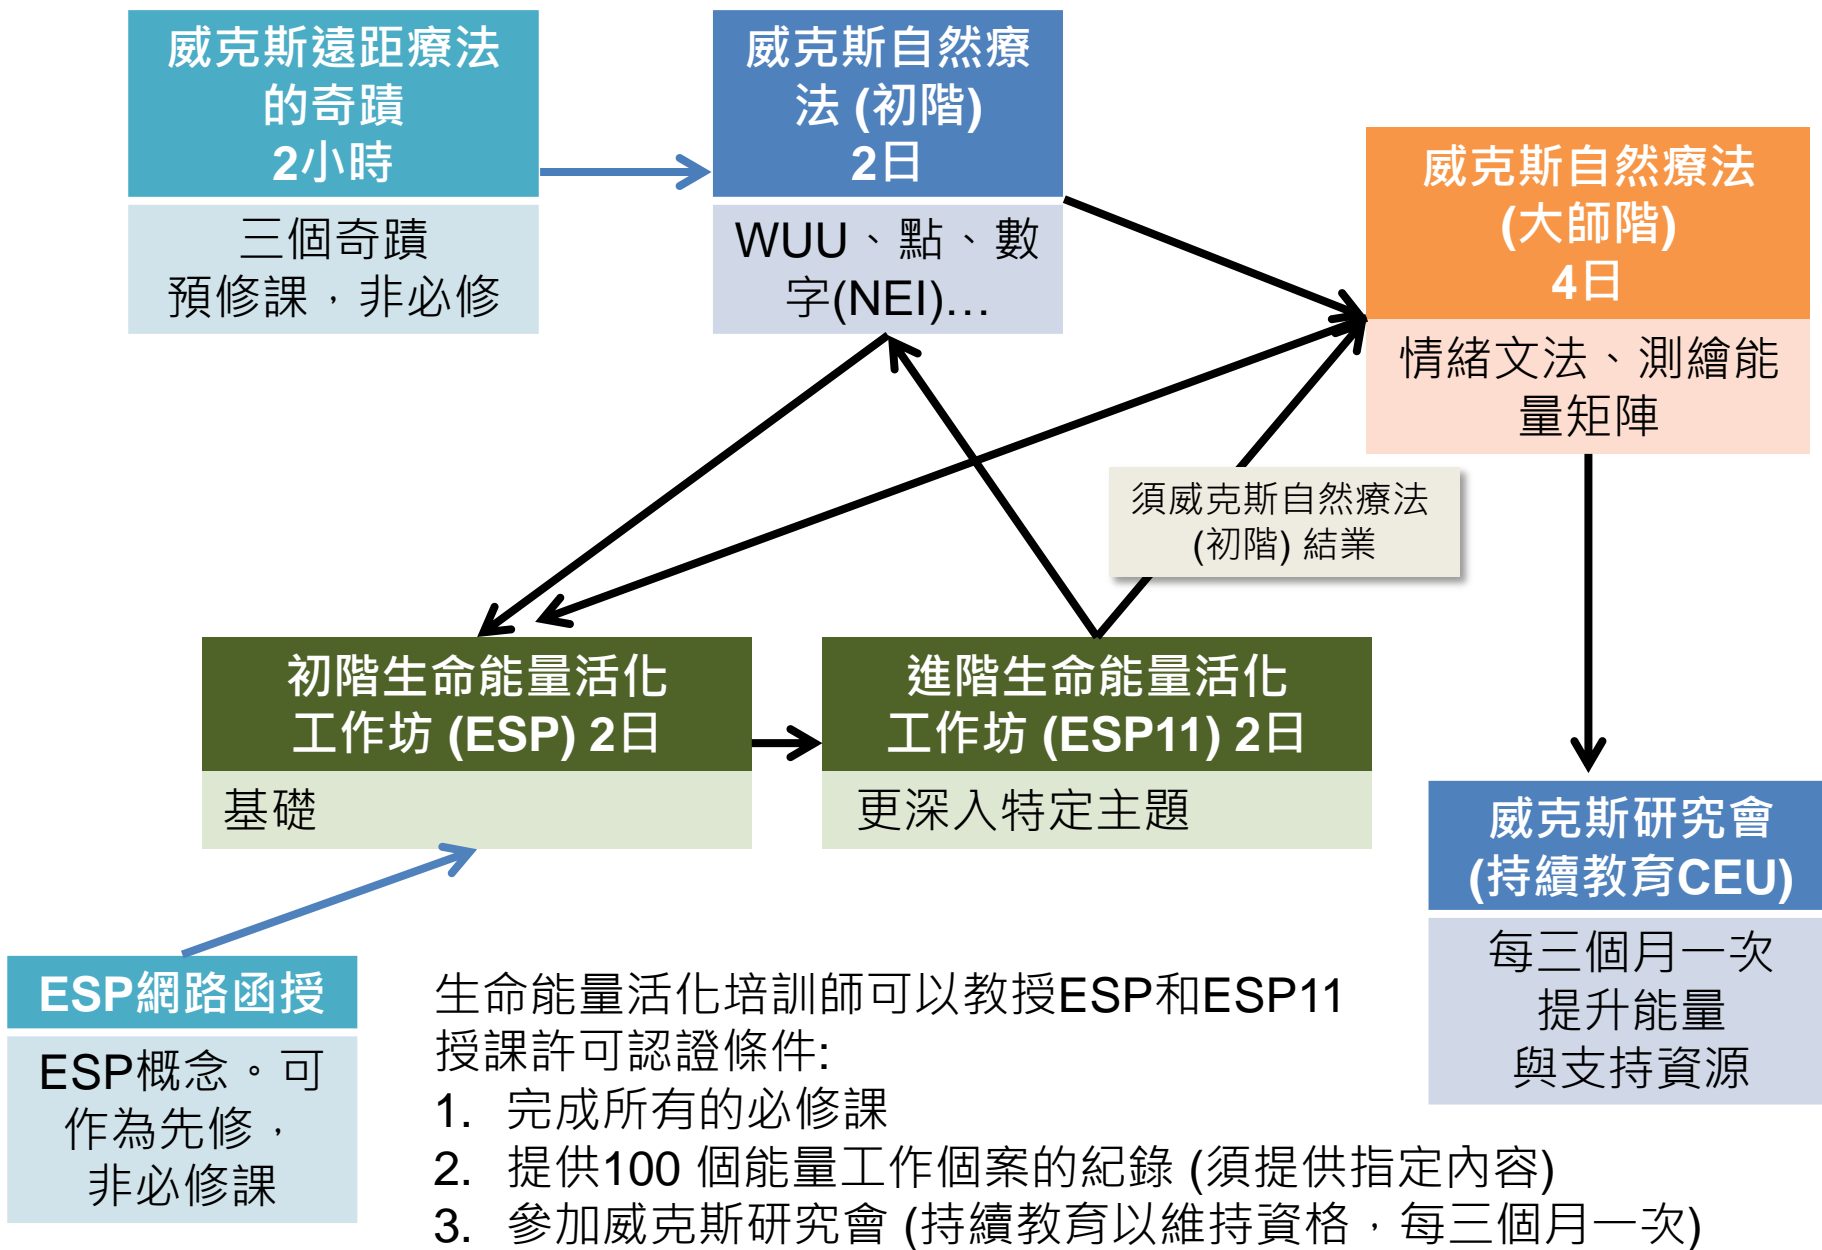 威克斯遠距療法
的奇蹟
2小時
三個奇蹟
預修課，非必修
威克斯自然療
法 (初階)
2日
WUU、點、數
字(NEI)…
威克斯自然療法
(大師階)
4日
情緒文法、測繪能
量矩陣
須威克斯自然療法
(初階) 結業
初階生命能量活化
工作坊 (ESP) 2日
基礎
進階生命能量活化
工作坊 (ESP11) 2日
更深入特定主題
威克斯研究會
(持續教育CEU)
每三個月一次
提升能量
與支持資源
ESP網路函授
ESP概念。可
作為先修，
非必修課
生命能量活化培訓師可以教授ESP和ESP11
授課許可認證條件:
1. 完成所有的必修課
2. 提供100 個能量工作個案的紀錄 (須提供指定內容)
3. 參加威克斯研究會 (持續教育以維持資格，每三個月一次)